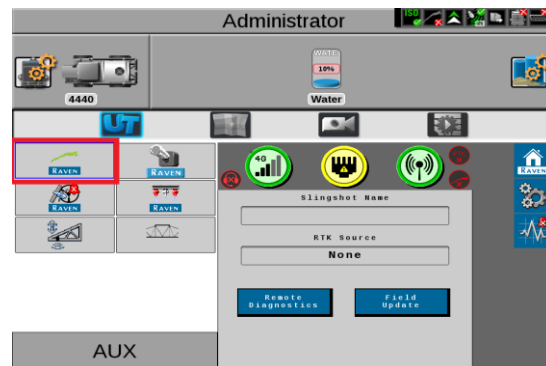 Administrator
ISO
WATE
10%
4440
Water
UT
RAVEN
RAVEN
4G
RAVEN
RAVEN
RAVEN
Slingshot Name
RTK Source
None
Remote
Diagnostics
Field
Update
AUX